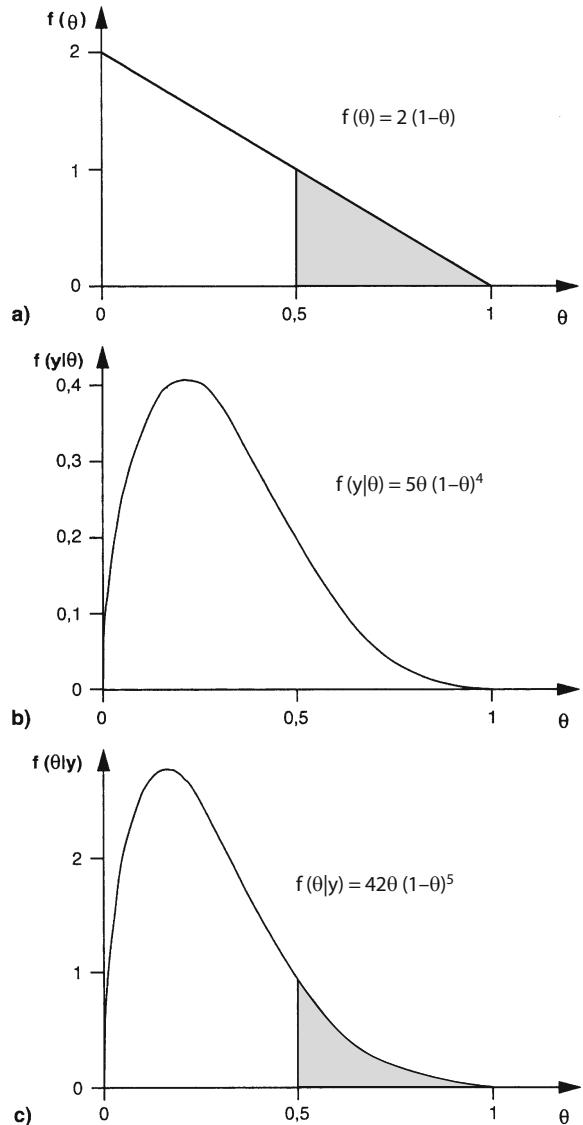 f (θ)
2
f (θ) = 2 (1–θ)
1
0
0 0,5 1 θ
a)
f (y|θ)
0,4
0,3
f (y|θ) = 5θ (1–θ)⁴
0,2
0,1
0
0 0,5 1 θ
b)
f (θ|y)
2
f (θ|y) = 42θ (1–θ)⁵
1
0
0 0,5 1 θ
c)